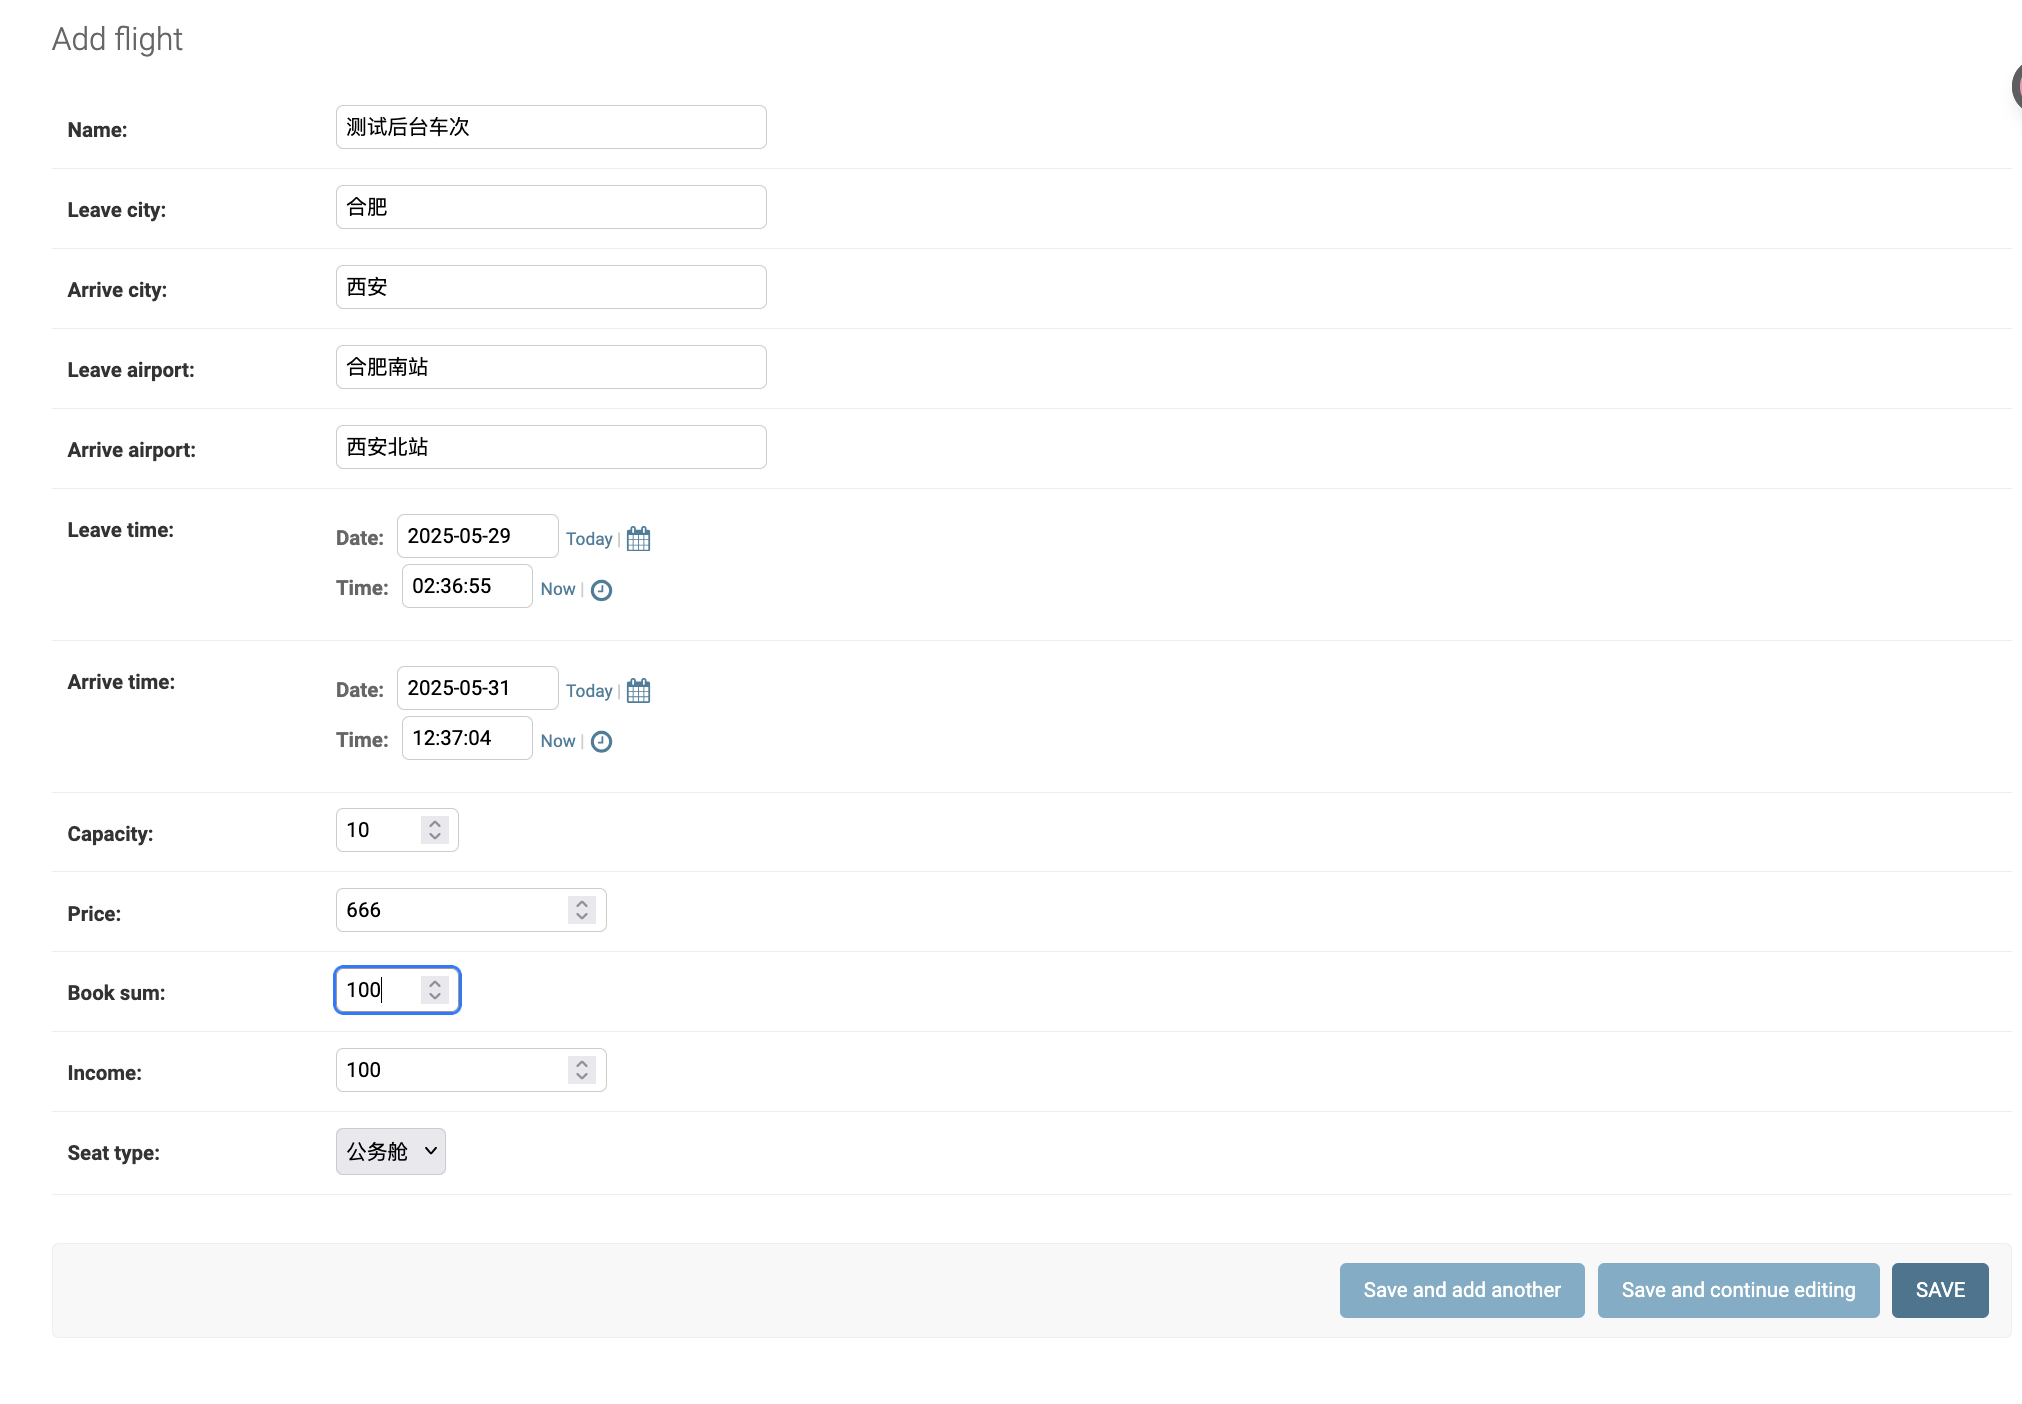 Add flight
Name: 测试后台车次
Leave city: 合肥
Arrive city: 西安
Leave airport: 合肥南站
Arrive airport: 西安北站
Leave time: Date: 2025-05-29 Today |
Time: 02:36:55 Now |
Arrive time: Date: 2025-05-31 Today |
Time: 12:37:04 Now |
Capacity: 10
Price: 666
Book sum: 100
Income: 100
Seat type: 公务舱
Save and add another Save and continue editing SAVE